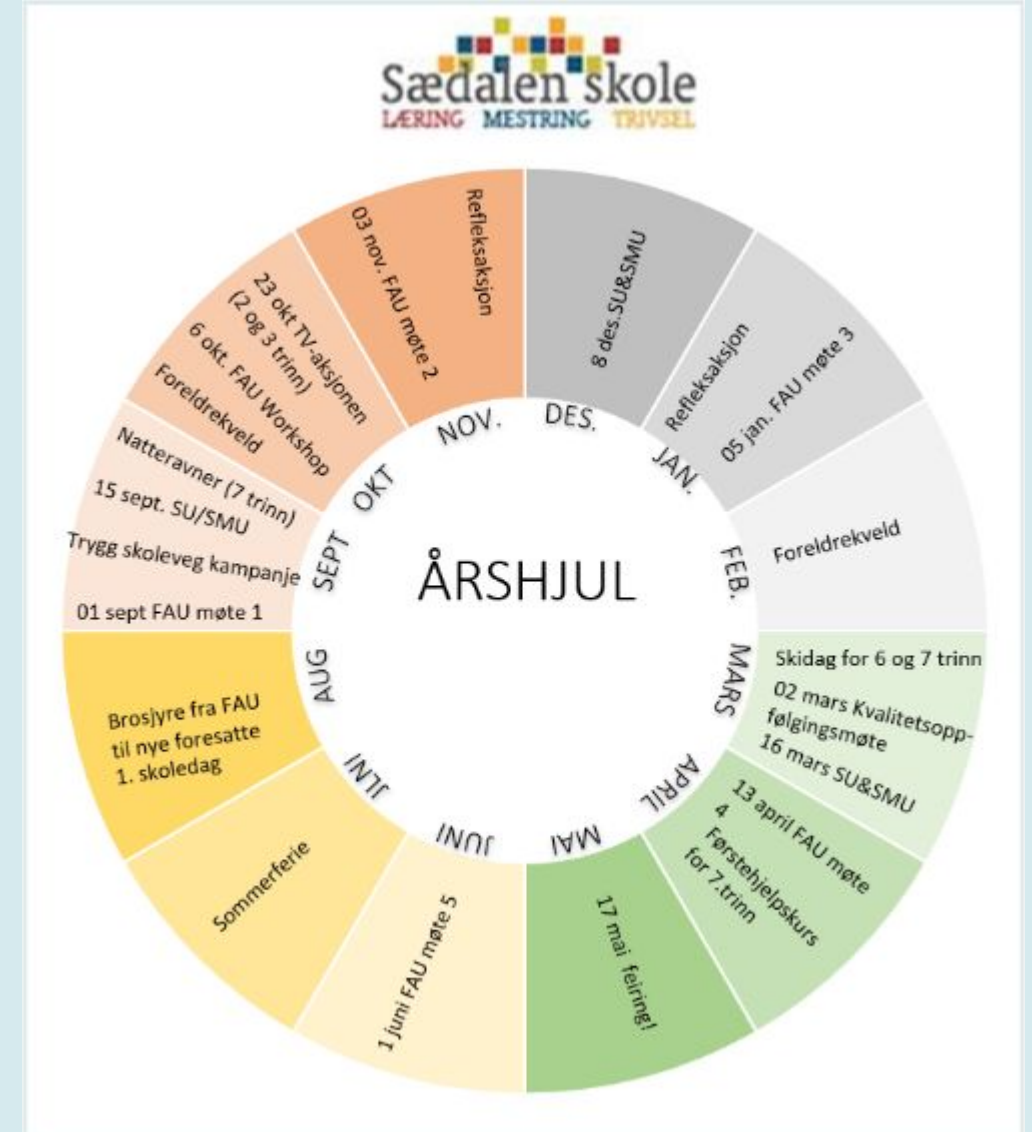 Sædalen skole
LÆRING MESTRING TRIVSEL
ÅRSHJUL
DES.
8 des.SU&SMU
JAN.
Refleksaksjon
05 jan. FAU møte 3
FEB.
Foreldrekveld
MARS
Skidag for 6 og 7 trinn
02 mars Kvalitetsopp-
følgingsmøte
16 mars SU&SMU
APRIL
13 april FAU møte
4
Førstehjelpskurs
for 7.trinn
MAI
17 mai feiring!
JUNI
1 juni FAU møte 5
JLNI
Sommerferie
AUG
Brosjyre fra FAU
til nye foresatte
1. skoledag
SEPT
Natteravner (7 trinn)
15 sept. SU/SMU
Trygg skoleveg kampanje
01 sept FAU møte 1
OKT
23 okt TV-aksjonen
(2 og 3 trinn)
6 okt. FAU Workshop
Foreldrekveld
NOV.
03 nov. FAU møte 2
Refleksaksjon